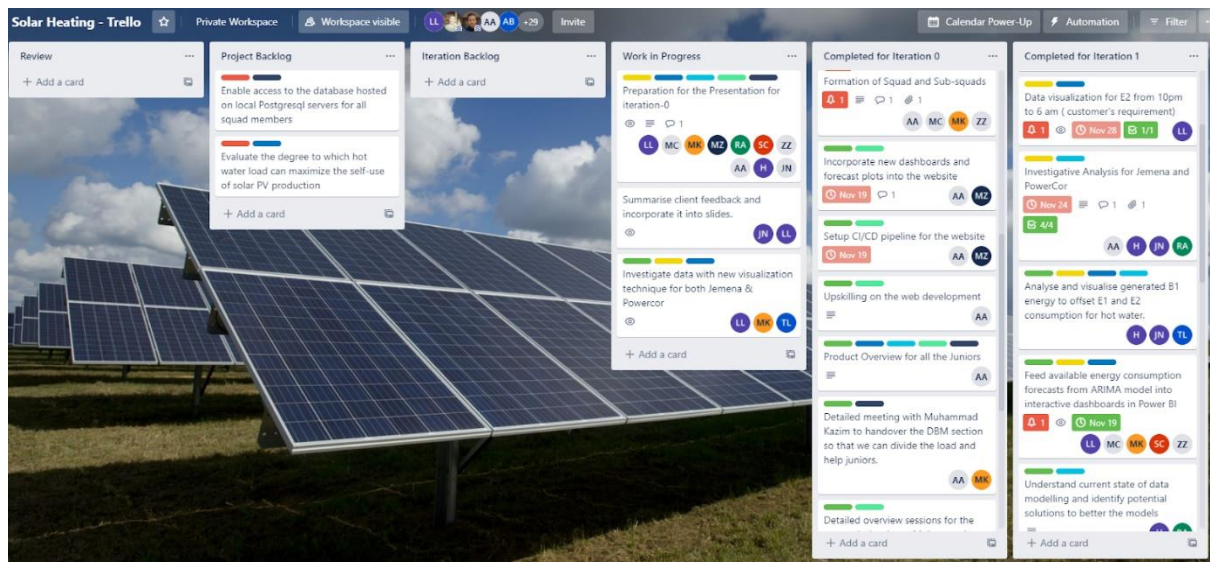 Solar Heating - Trello
Private Workspace
Workspace visible
LL
AA
AB
+29
Invite
Calendar Power-Up
Automation
Filter
Review
+ Add a card
Project Backlog
Enable access to the database hosted
on local Postgresql servers for all
squad members
Evaluate the degree to which hot
water load can maximize the self-use
of solar PV production
+ Add a card
Iteration Backlog
+ Add a card
Work in Progress
Preparation for the Presentation for
iteration-0
1
LL MC MK MZ RA SC ZZ
AA H JN
Summarise client feedback and
incorporate it into slides.
JN LL
Investigate data with new visualization
technique for both Jemena &
Powercor
LL MK TL
+ Add a card
Completed for Iteration 0
Formation of Squad and Sub-squads
1 1 1
AA MC MK ZZ
Incorporate new dashboards and
forecast plots into the website
Nov 19 1 AA MZ
Setup CI/CD pipeline for the website
Nov 19 AA MZ
Upskilling on the web development
AA
Product Overview for all the Juniors
AA
Detailed meeting with Muhammad
Kazim to handover the DBM section
so that we can divide the load and
help juniors.
AA MK
Detailed overview sessions for the
+ Add a card
Completed for Iteration 1
Data visualization for E2 from 10pm
to 6 am ( customer's requirement)
1 Nov 28 1/1 LL
Investigative Analysis for Jemena and
PowerCor
Nov 24 1 1
4/4
AA H JN RA
Analyse and visualise generated B1
energy to offset E1 and E2
consumption for hot water.
H JN TL
Feed available energy consumption
forecasts from ARIMA model into
interactive dashboards in Power BI
1 Nov 19
LL MC MK SC ZZ
Understand current state of data
modelling and identify potential
solutions to better the models
+ Add a card